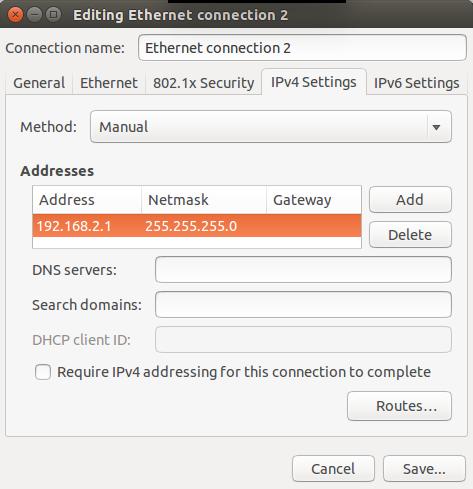 Editing Ethernet connection 2
Connection name: Ethernet connection 2
General Ethernet 802.1x Security IPv4 Settings IPv6 Settings
Method: Manual
Addresses
Address Netmask Gateway
192.168.2.1 255.255.255.0
Add
Delete
DNS servers:
Search domains:
DHCP client ID:
Require IPv4 addressing for this connection to complete
Routes...
Cancel Save...